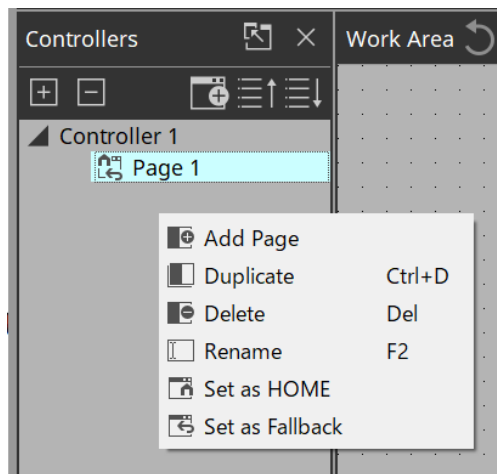 Controllers
Work Area
Controller 1
Page 1
Add Page
Duplicate Ctrl+D
Delete Del
Rename F2
Set as HOME
Set as Fallback